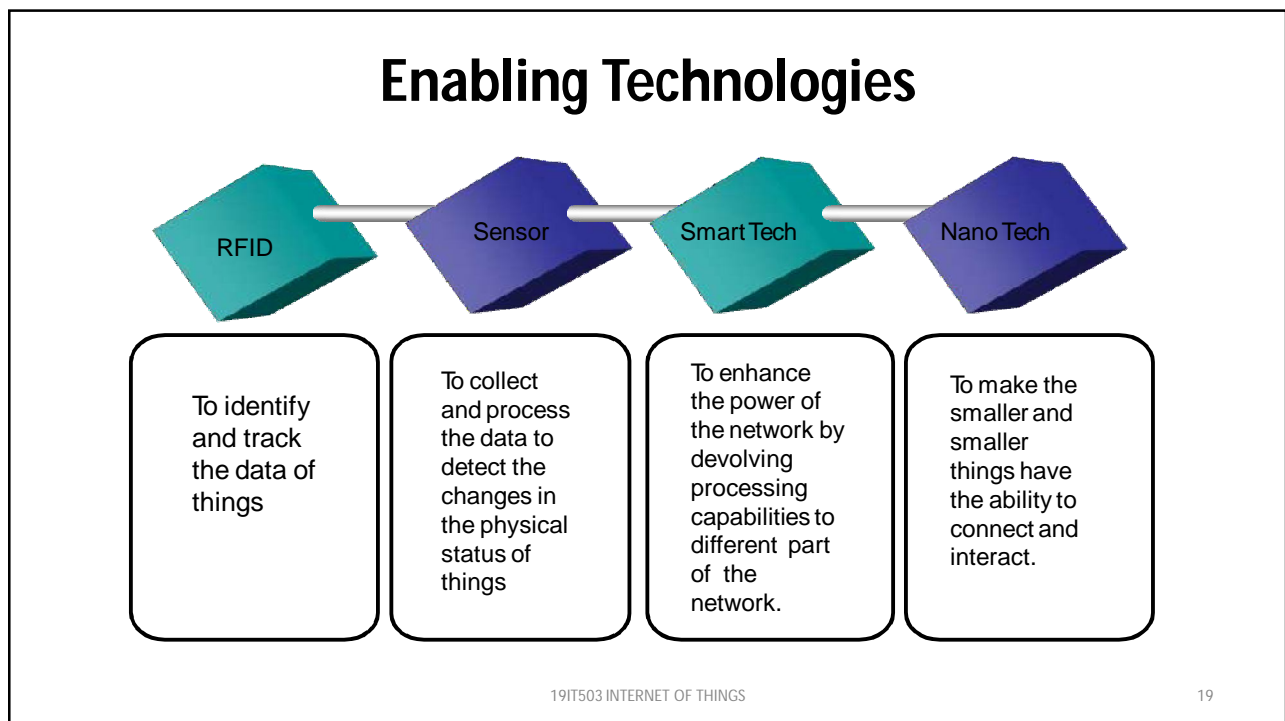 Enabling Technologies
RFID
Sensor
Smart Tech
Nano Tech
To identify
and track
the data of
things
To collect
and process
the data to
detect the
changes in
the physical
status of
things
To enhance
the power of
the network by
devolving
processing
capabilities to
different part
of the
network.
To make the
smaller and
smaller
things have
the ability to
connect and
interact.
19IT503 INTERNET OF THINGS
19